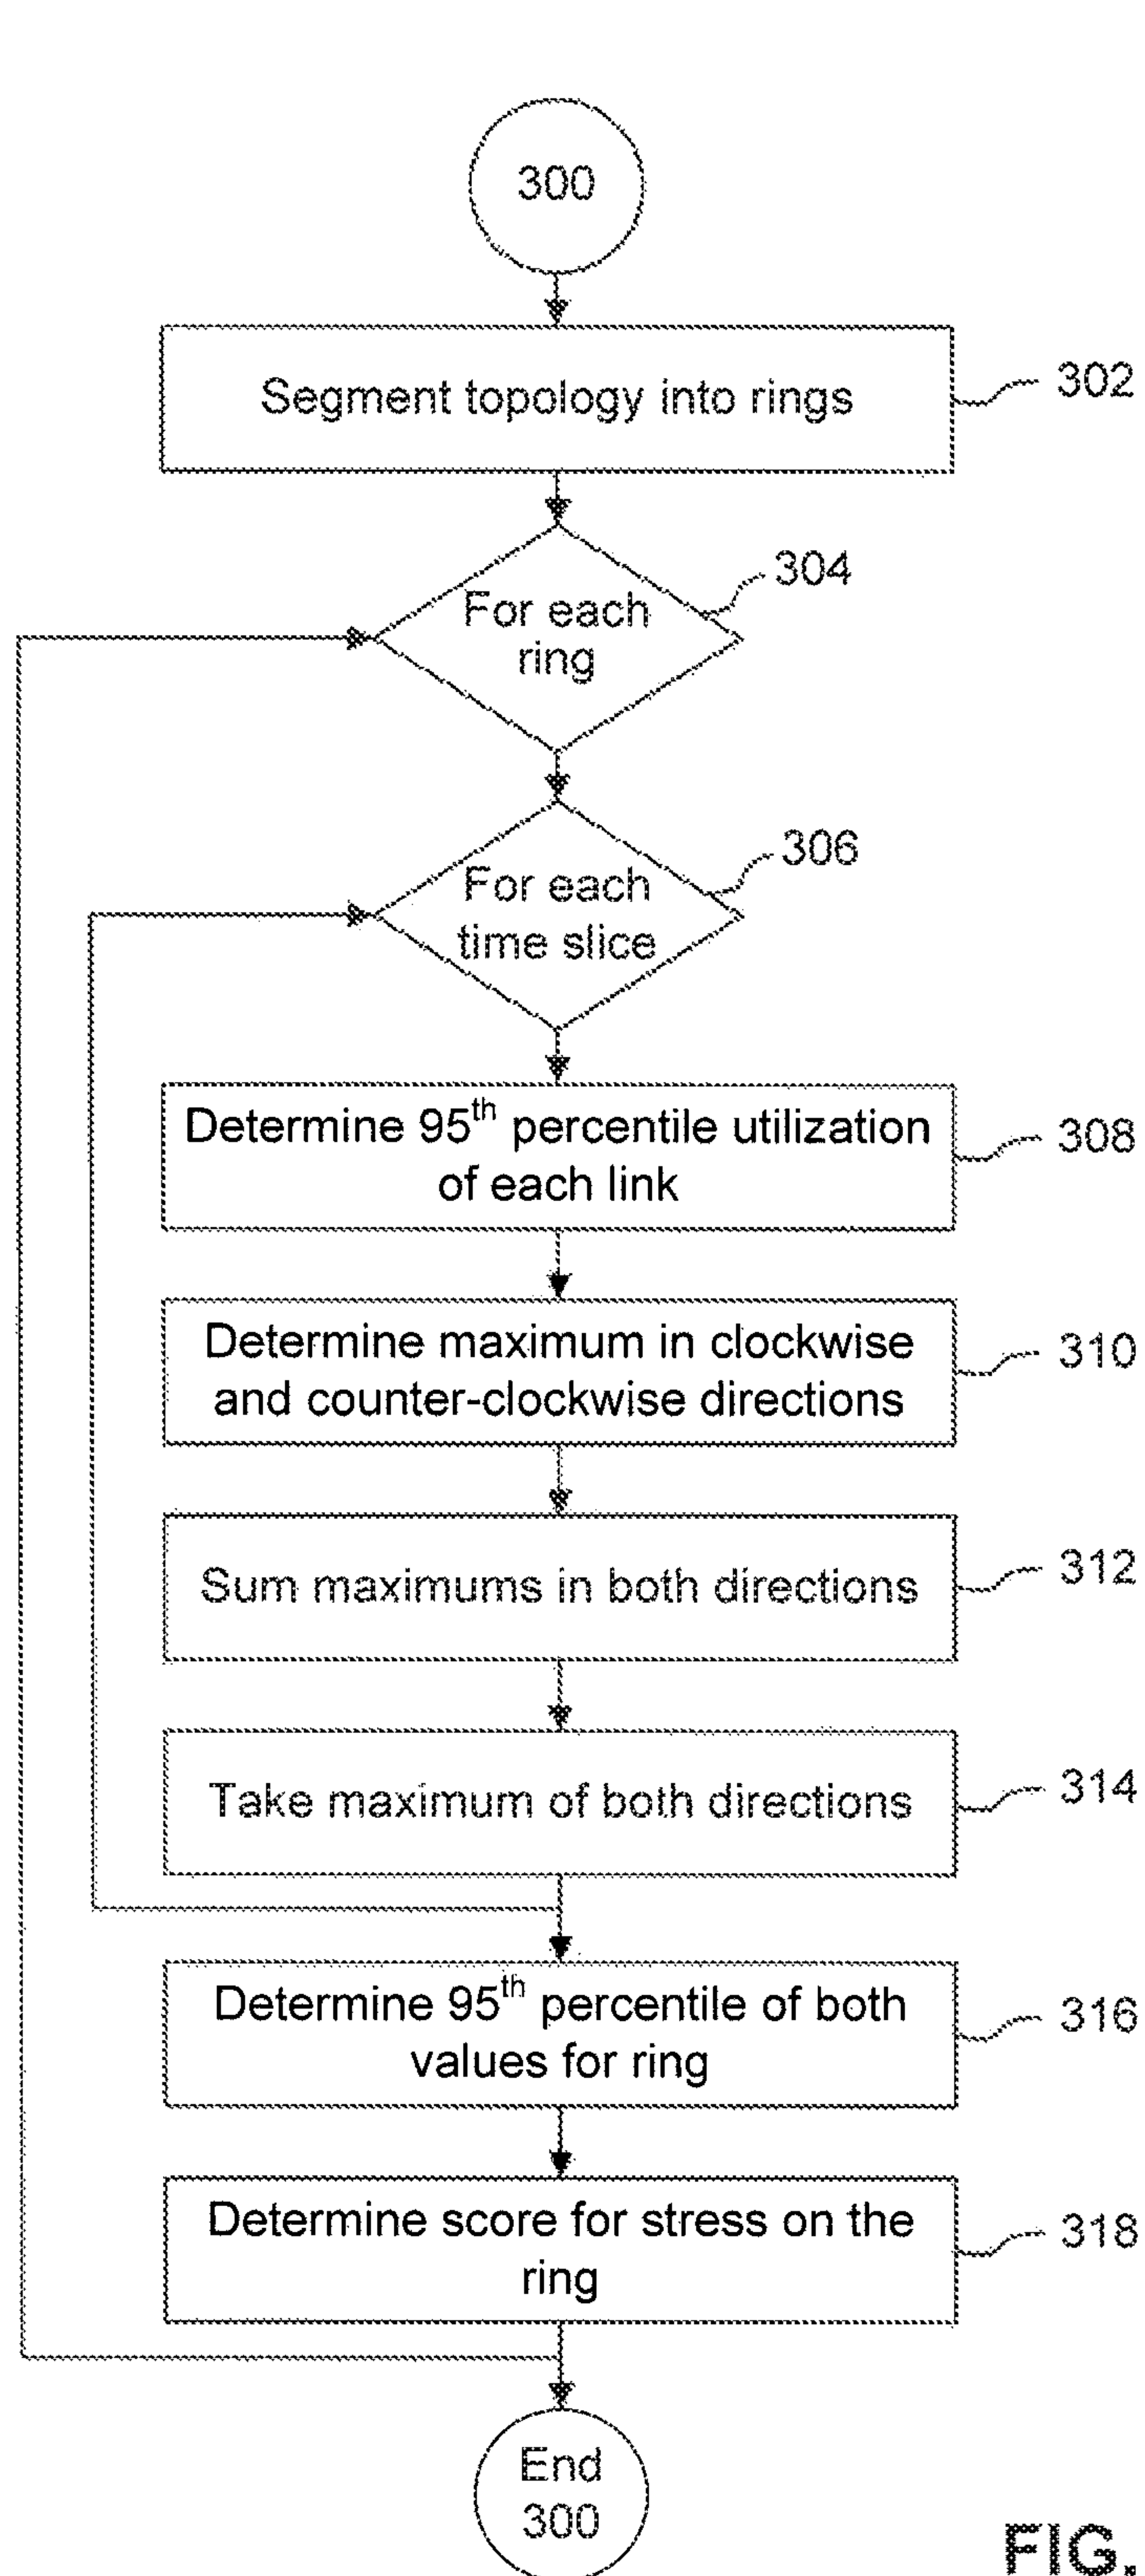 300
Segment topology into rings
302
304
For each
ring
306
For each
time slice
Determine 95th percentile utilization
of each link
308
Determine maximum in clockwise
and counter-clockwise directions
310
Sum maximums in both directions
312
Take maximum of both directions
314
Determine 95th percentile of both
values for ring
316
Determine score for stress on the
ring
318
End
300
FIG.